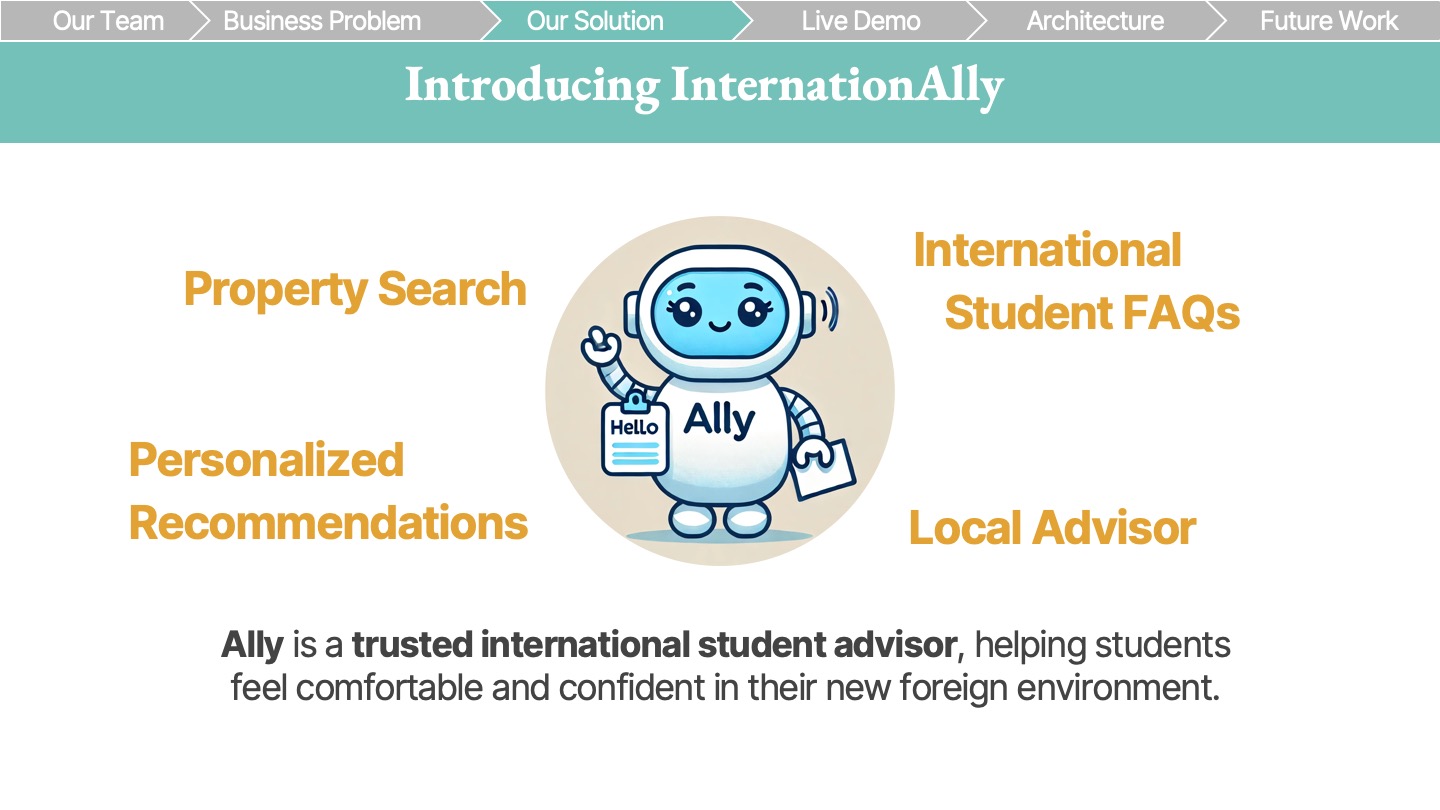 Our Team
Business Problem
Our Solution
Live Demo
Architecture
Future Work
Introducing InternationAlly
Property Search
International
Student FAQs
Hello
Ally
Personalized
Recommendations
Local Advisor
Ally is a trusted international student advisor, helping students
feel comfortable and confident in their new foreign environment.